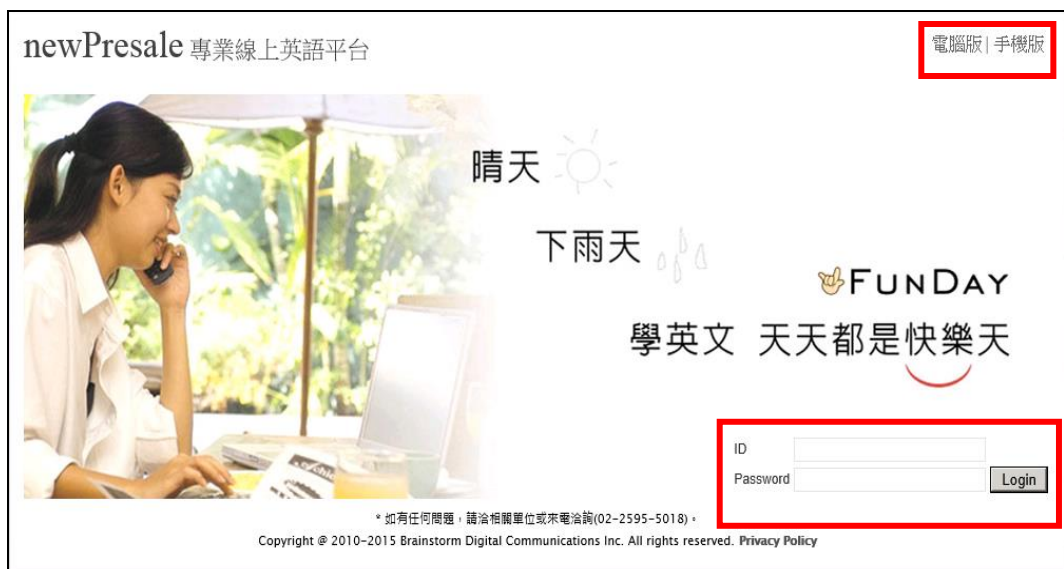 newPresale 專業線上英語平台
電腦版 | 手機版
晴天
下雨天
FUNDAY
學英文 天天都是快樂天
ID
Password
Login
* 如有任何問題,請洽相關單位或來電洽詢(02-2595-5018)。
Copyright @ 2010-2015 Brainstorm Digital Communications Inc. All rights reserved. Privacy Policy